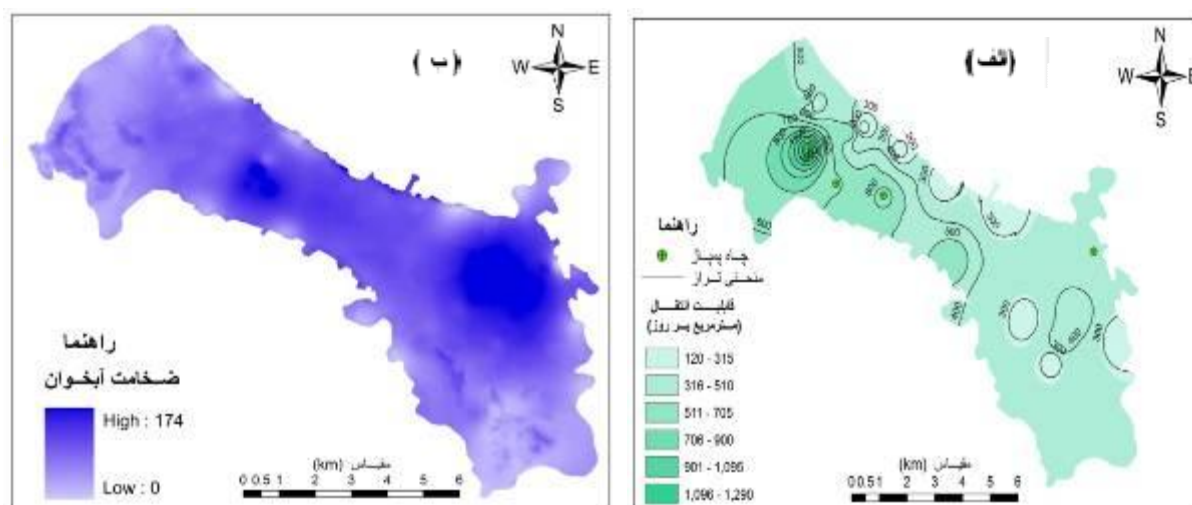 (الف)
N
W E
S
راهنما
چاه پمپاژ
منحنی تراز
قابلیت انتقال
(مترمربع بر روز)
120 - 315
316 - 510
511 - 705
706 - 900
901 - 1,095
1,096 - 1,290
مقیاس (km)
0 0.5 1 2 3 4 5 6
(ب)
N
W E
S
راهنما
ضخامت آبخوان
High : 174
Low : 0
مقیاس (km)
0 0.5 1 2 3 4 5 6